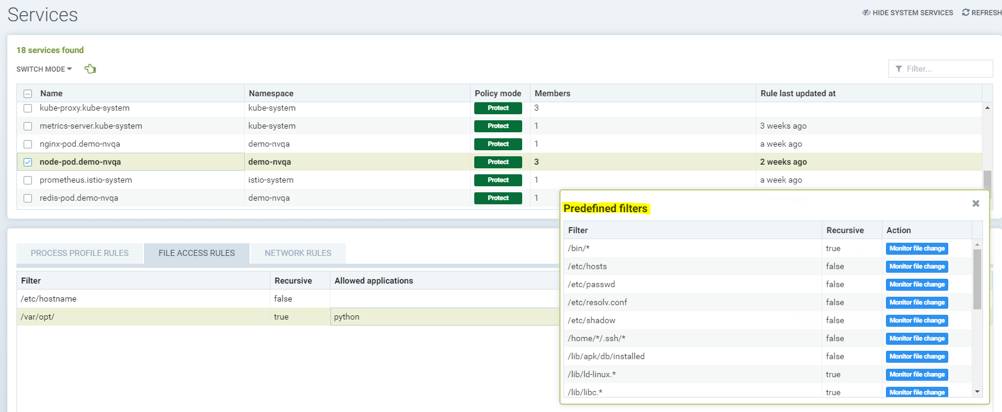 Services
HIDE SYSTEM SERVICES REFRESH
18 services found
SWITCH MODE
Filter...
Name Namespace Policy mode Members Rule last updated at
kube-proxy.kube-system kube-system Protect 3
metrics-server.kube-system kube-system Protect 1 3 weeks ago
nginx-pod.demo-nvqa demo-nvqa Protect 1 a week ago
node-pod.demo-nvqa demo-nvqa Protect 3 2 weeks ago
prometheus.istio-system istio-system Protect 1 a week ago
redis-pod.demo-nvqa demo-nvqa Protect 1
PROCESS PROFILE RULES FILE ACCESS RULES NETWORK RULES
Filter Recursive Allowed applications
/etc/hostname false
/var/opt/ true python
Predefined filters
Filter Recursive Action
/bin/* true Monitor file change
/etc/hosts false Monitor file change
/etc/passwd false Monitor file change
/etc/resolv.conf false Monitor file change
/etc/shadow false Monitor file change
/home/*/.ssh/* false Monitor file change
/lib/apk/db/installed false Monitor file change
/lib/ld-linux.* true Monitor file change
/lib/libc.* true Monitor file change